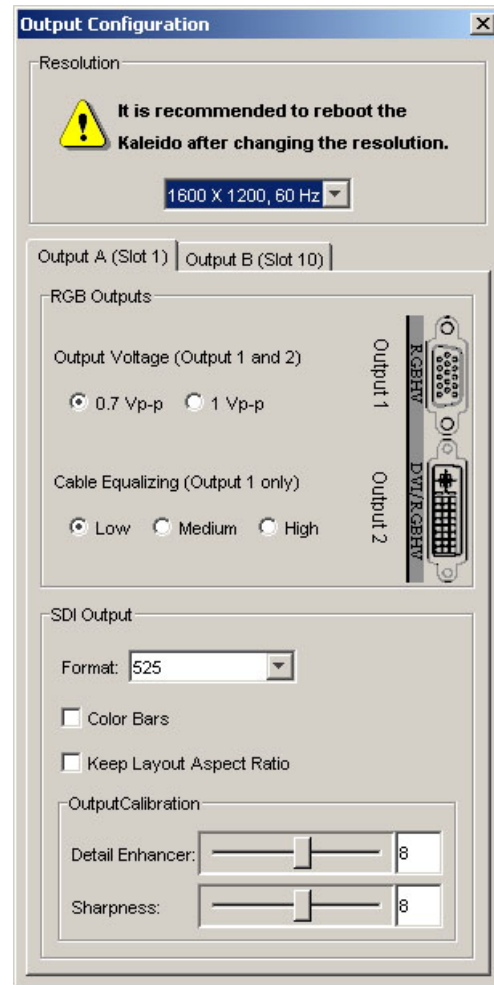 Output Configuration
Resolution
It is recommended to reboot the
Kaleido after changing the resolution.
1600 X 1200, 60 Hz
Output A (Slot 1)
Output B (Slot 10)
RGB Outputs
Output Voltage (Output 1 and 2)
0.7 Vp-p
1 Vp-p
Output 1
RGBHV
Cable Equalizing (Output 1 only)
Low
Medium
High
Output 2
DVI/RGBHV
SDI Output
Format:
525
Color Bars
Keep Layout Aspect Ratio
OutputCalibration
Detail Enhancer:
8
Sharpness:
8